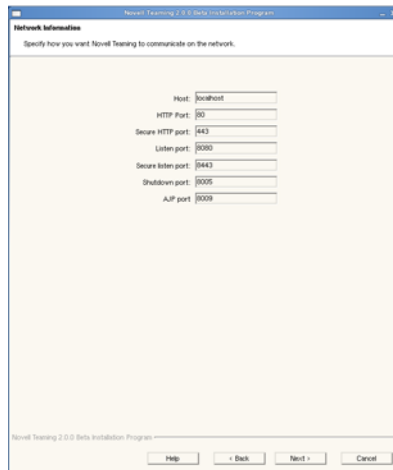 Novell Teaming 2.0.0 Beta Installation Program
Network Information
Specify how you want Novell Teaming to communicate on the network.
Host: localhost
HTTP Port: 80
Secure HTTP port: 443
Listen port: 8080
Secure listen port: 8443
Shutdown port: 8005
AJP port 8009
Novell Teaming 2.0.0 Beta Installation Program
Help < Back Next > Cancel